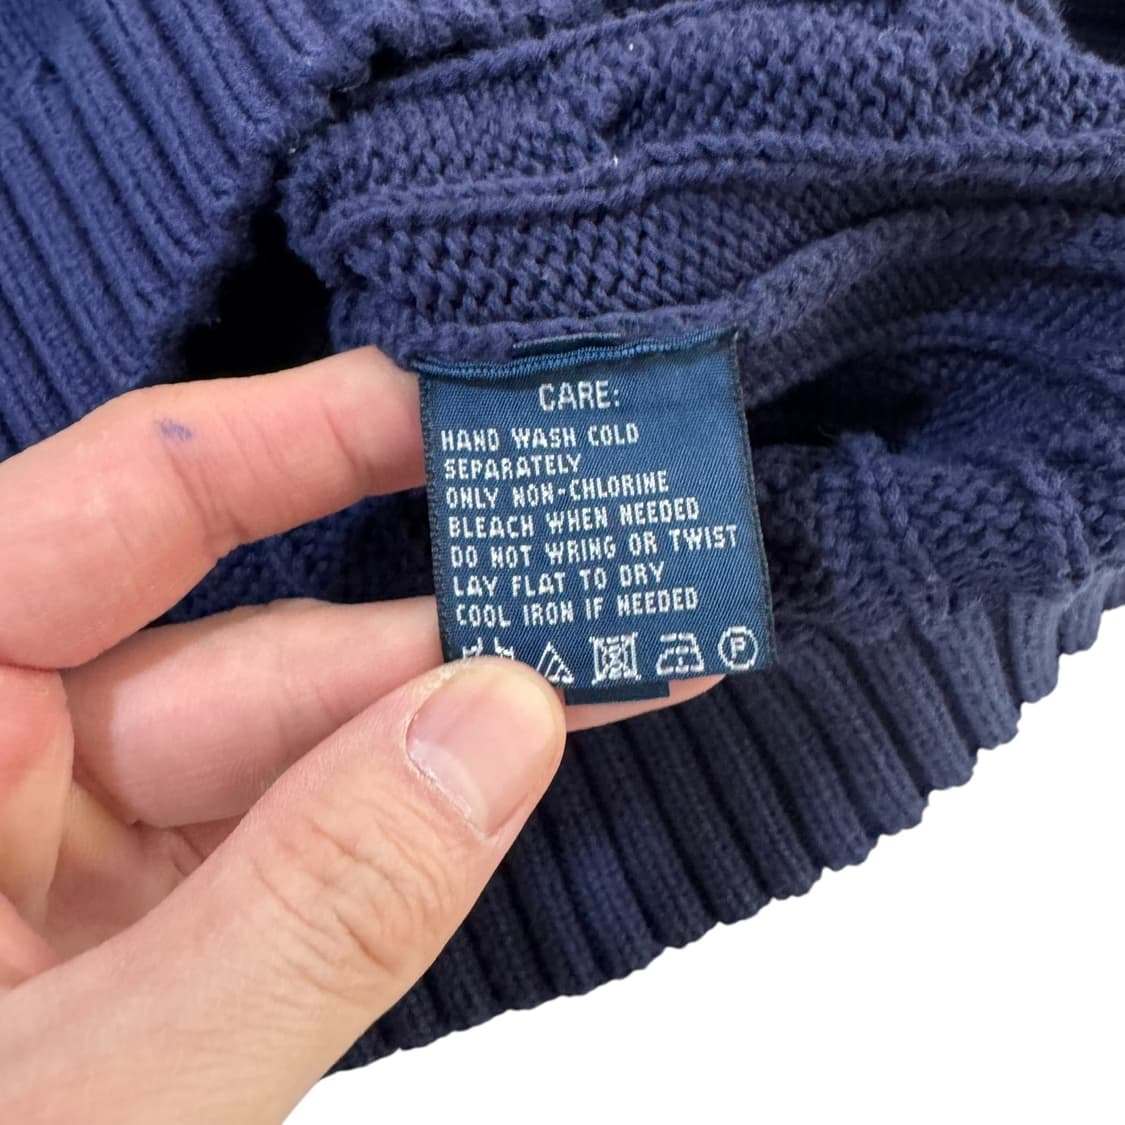 CARE:
HAND WASH COLD
SEPARATELY
ONLY NON-CHLORINE
BLEACH WHEN NEEDED
DO NOT WRING OR TWIST
LAY FLAT TO DRY
COOL IRON IF NEEDED
P